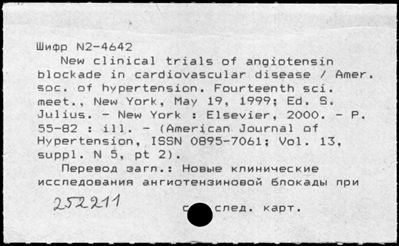 Шифр N2-4642
New clinical trials of angiotensin
blockade in cardiovascular disease / Amer.
soc. of hypertension. Fourteenth sci.
meet., New York, May 19, 1999; Ed. S.
Julius. - New York : Elsevier, 2000. - P.
55-82 : ill. - (American Journal of
Hypertension, ISSN 0895-7061; Vol. 13,
suppl. N 5, pt 2).
Перевод загл.: Новые клинические
исследования ангиотензиновой блокады при
252211
след. карт.